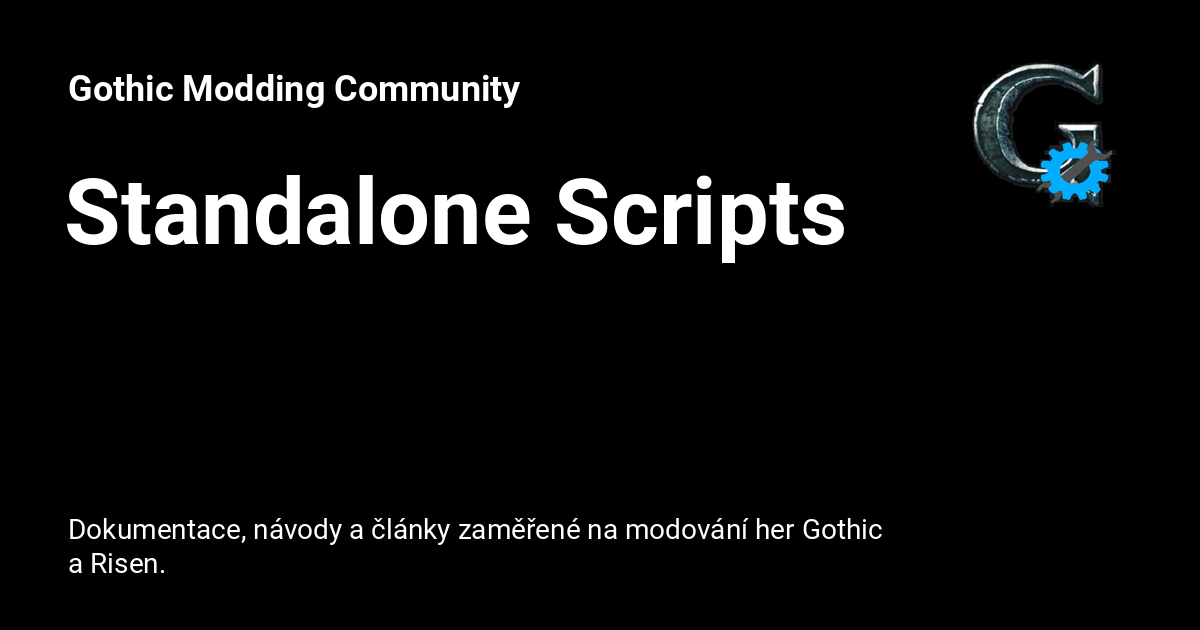 Gothic Modding Community
Standalone Scripts
Dokumentace, návody a články zaměřené na modování her Gothic
a Risen.